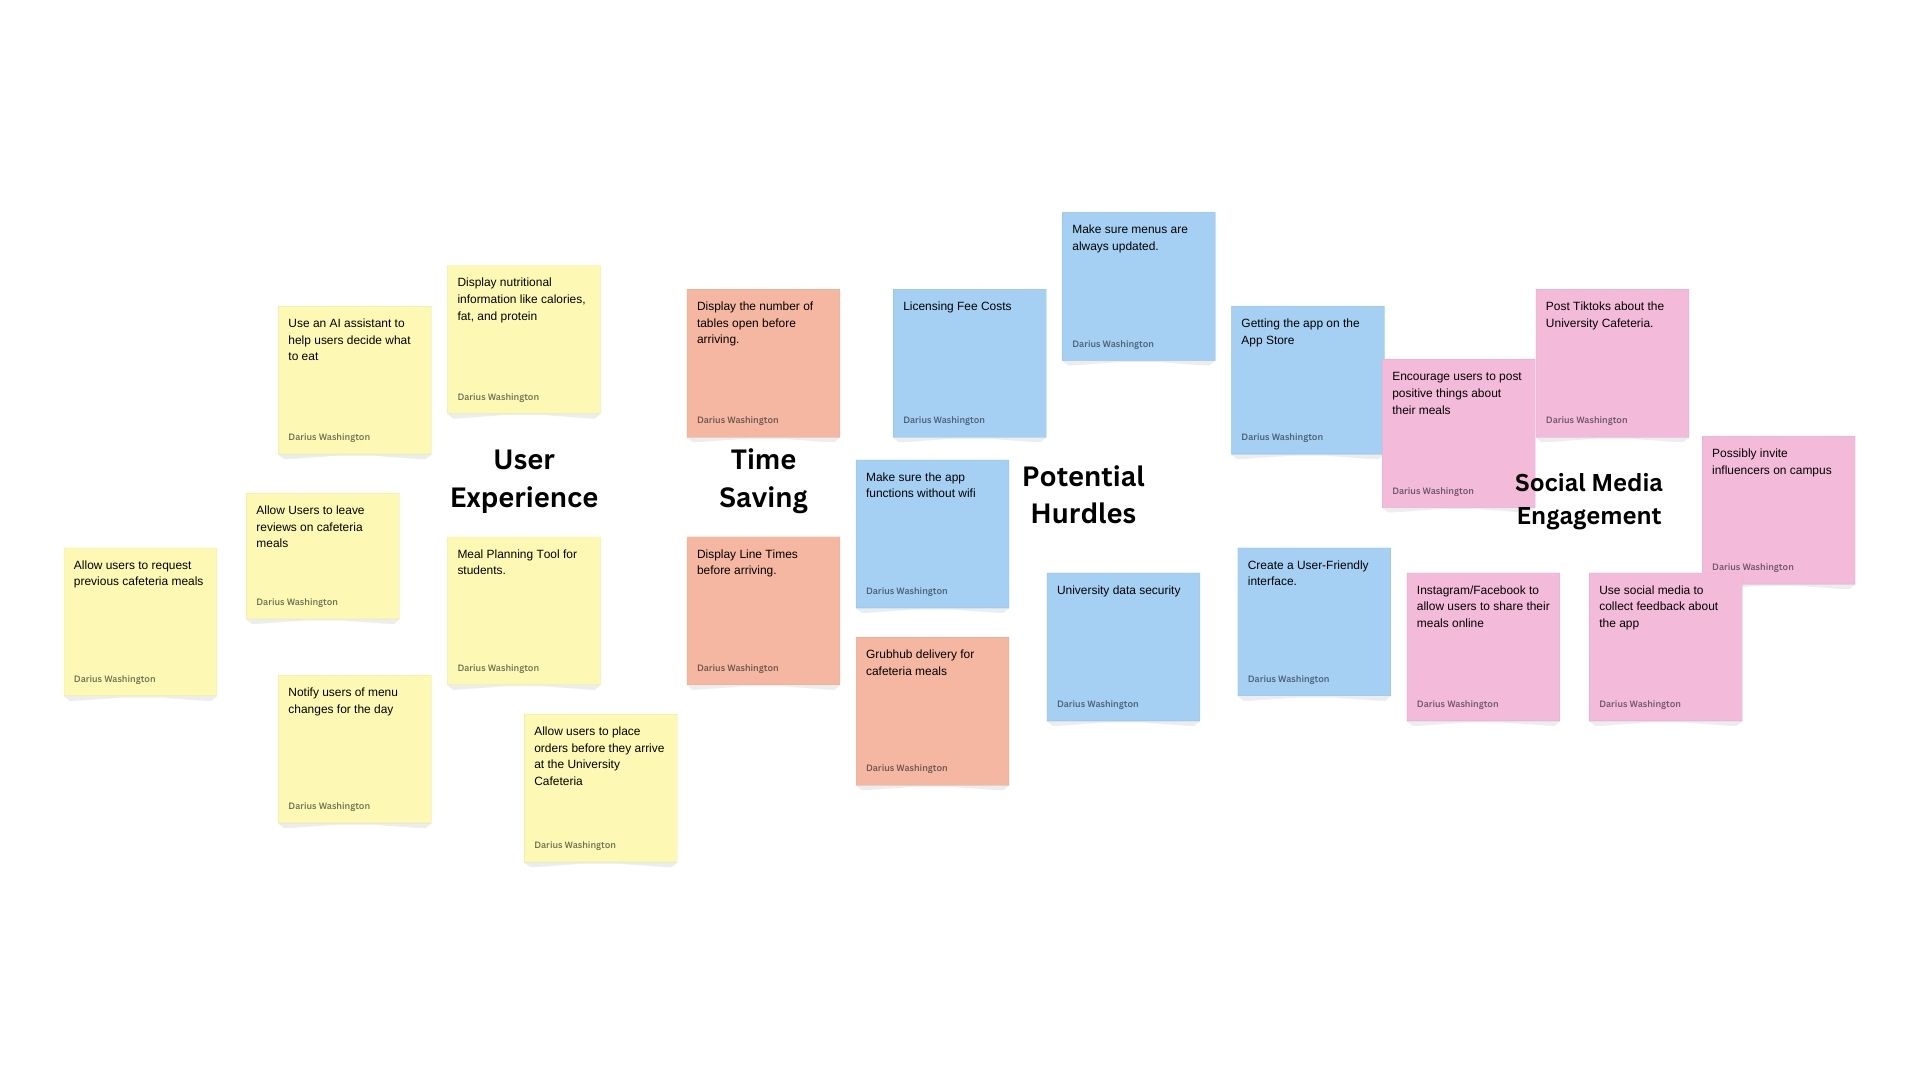 Use an AI assistant to
help users decide what
to eat
Darius Washington
Display nutritional
information like calories,
fat, and protein
Darius Washington
User
Experience
Allow Users to leave
reviews on cafeteria
meals
Darius Washington
Allow users to request
previous cafeteria meals
Darius Washington
Meal Planning Tool for
students.
Darius Washington
Notify users of menu
changes for the day
Darius Washington
Allow users to place
orders before they arrive
at the University
Cafeteria
Darius Washington
Display the number of
tables open before
arriving.
Darius Washington
Time
Saving
Display Line Times
before arriving.
Darius Washington
Grubhub delivery for
cafeteria meals
Darius Washington
Licensing Fee Costs
Darius Washington
Make sure menus are
always updated.
Darius Washington
Getting the app on the
App Store
Darius Washington
Make sure the app
functions without wifi
Darius Washington
Potential
Hurdles
University data security
Darius Washington
Create a User-Friendly
interface.
Darius Washington
Encourage users to post
positive things about
their meals
Darius Washington
Post Tiktoks about the
University Cafeteria.
Darius Washington
Social Media
Engagement
Possibly invite
influencers on campus
Darius Washington
Instagram/Facebook to
allow users to share their
meals online
Darius Washington
Use social media to
collect feedback about
the app
Darius Washington